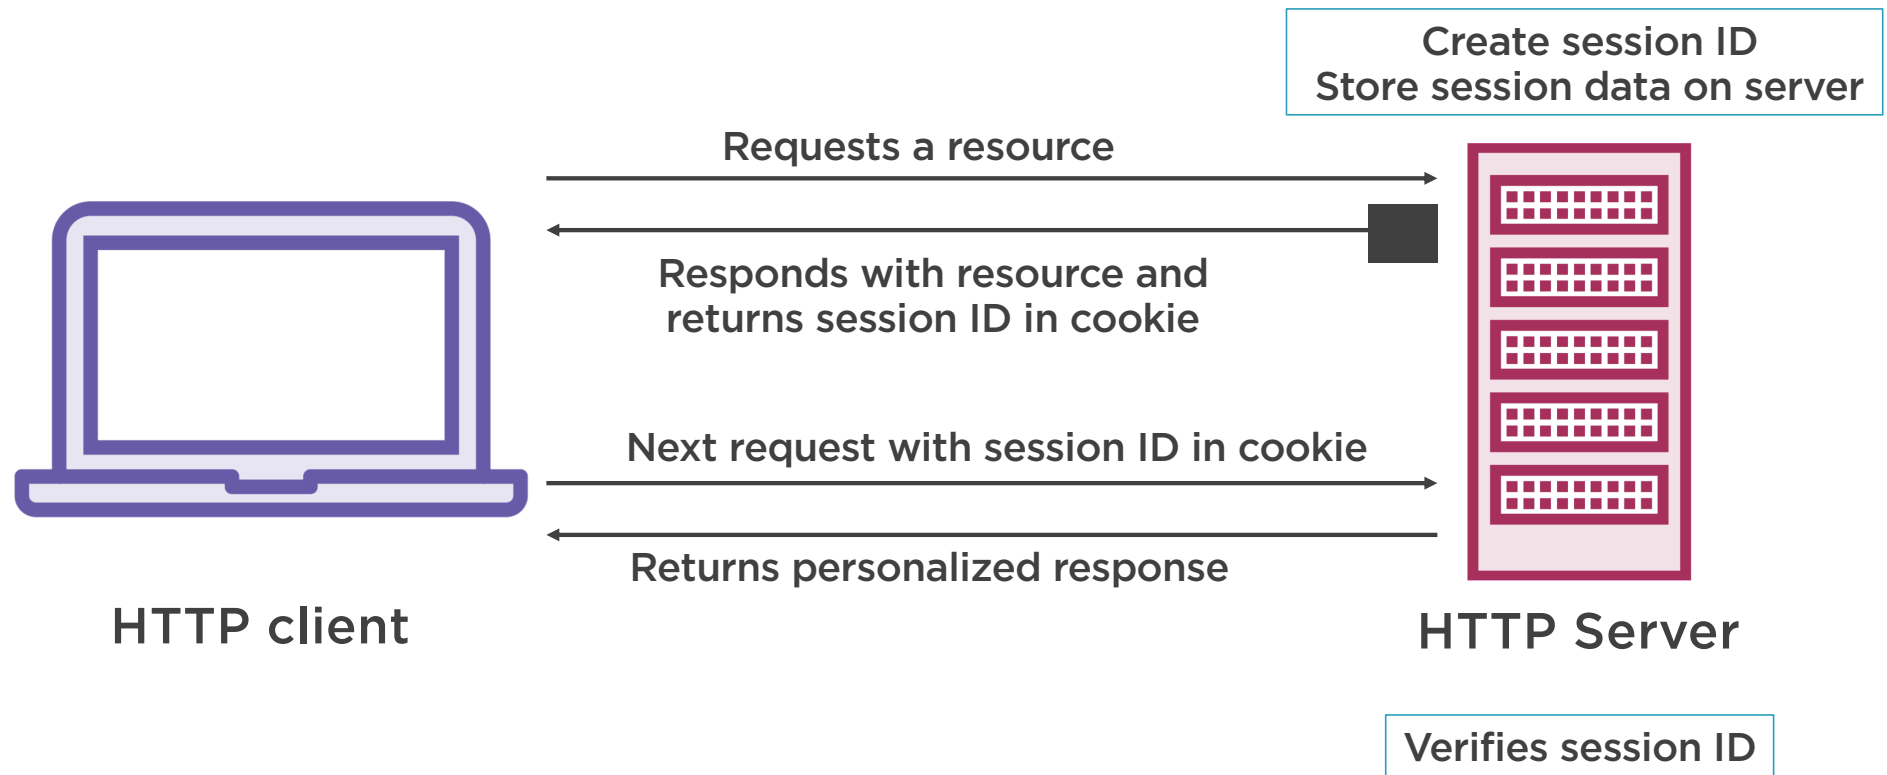 Create session ID
Store session data on server
Requests a resource
Responds with resource and
returns session ID in cookie
Next request with session ID in cookie
Returns personalized response
HTTP client
HTTP Server
Verifies session ID